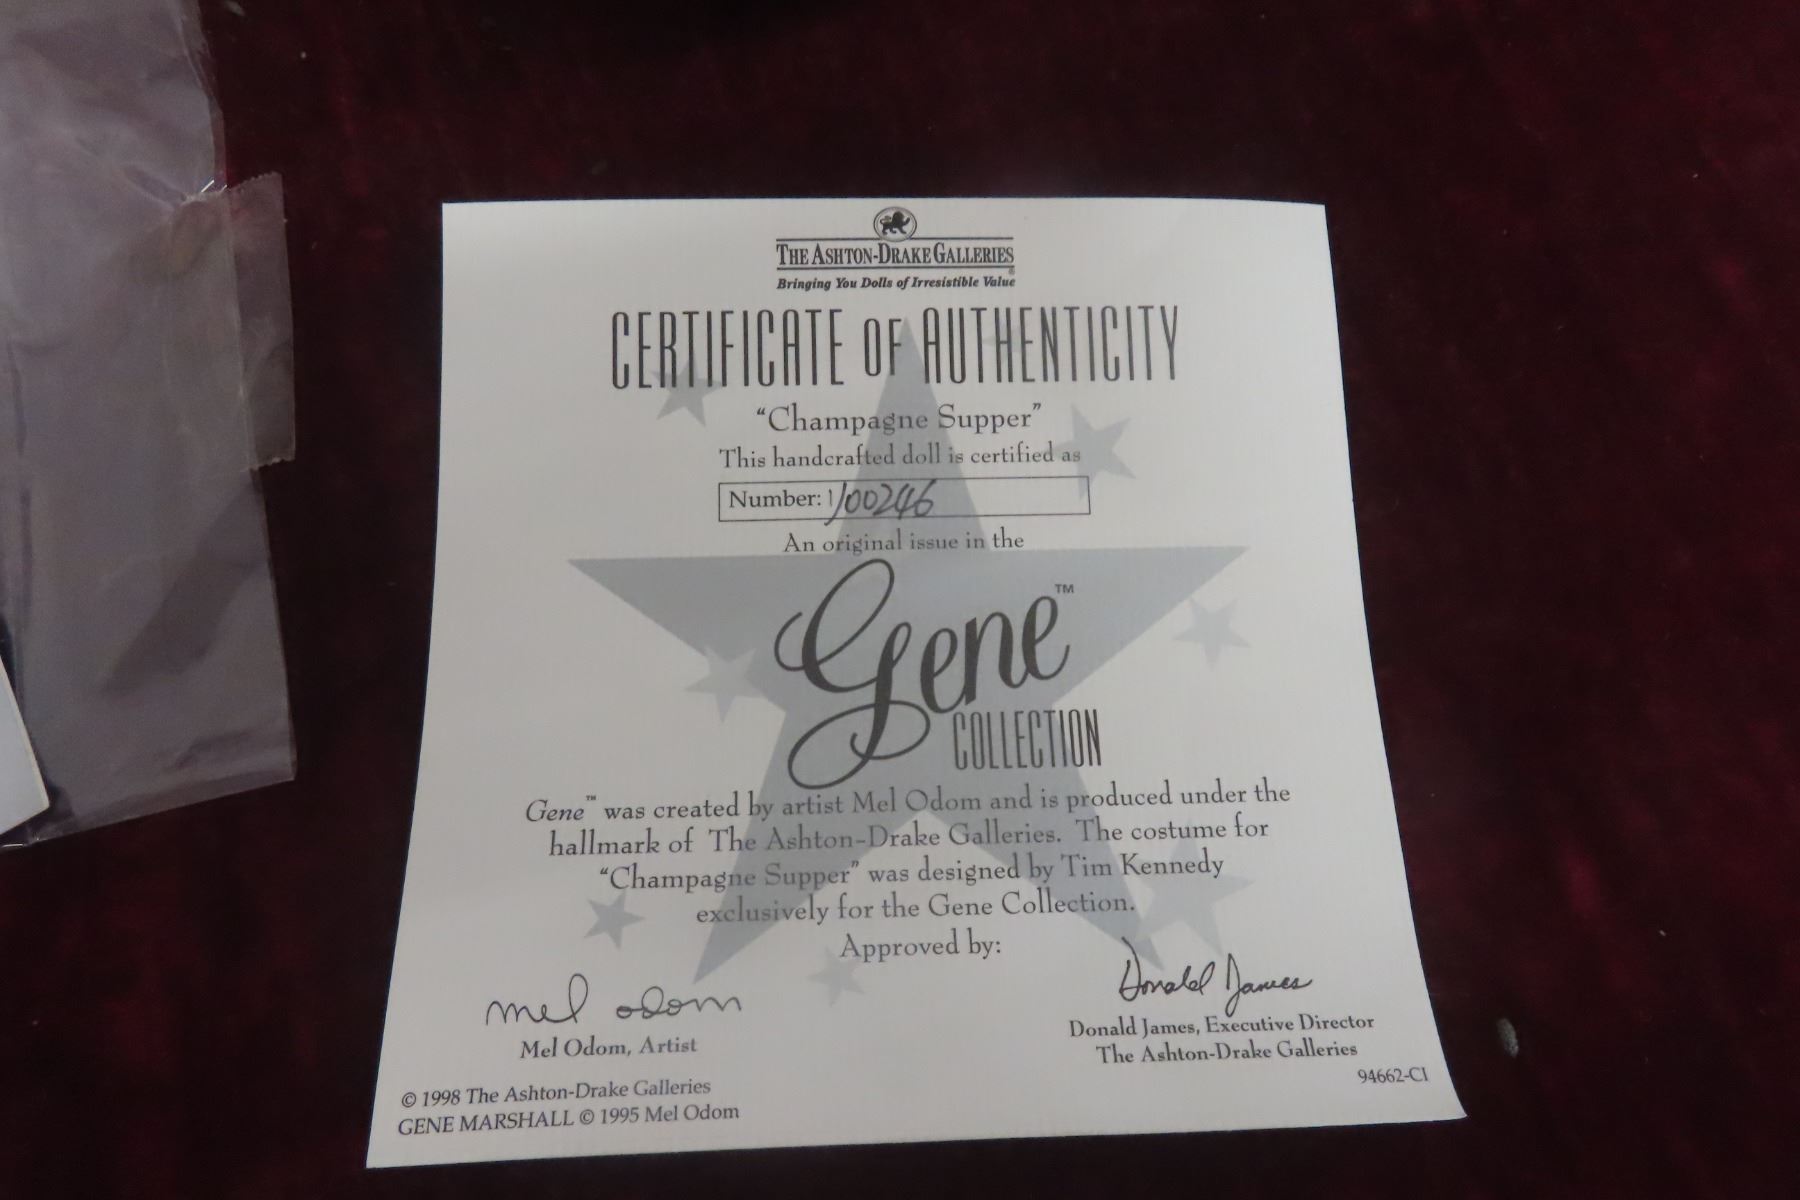 THE ASHTON-DRAKE GALLERIES
®
Bringing You Dolls of Irresistible Value
CERTIFICATE OF AUTHENTICITY
“Champagne Supper”
This handcrafted doll is certified as
Number: 1/00246
An original issue in the
Gene™
COLLECTION
Gene™ was created by artist Mel Odom and is produced under the
hallmark of The Ashton-Drake Galleries. The costume for
“Champagne Supper” was designed by Tim Kennedy
exclusively for the Gene Collection.
Approved by:
mel odom
Mel Odom, Artist
Donald James
Donald James, Executive Director
The Ashton-Drake Galleries
94662-CI
© 1998 The Ashton-Drake Galleries
GENE MARSHALL © 1995 Mel Odom